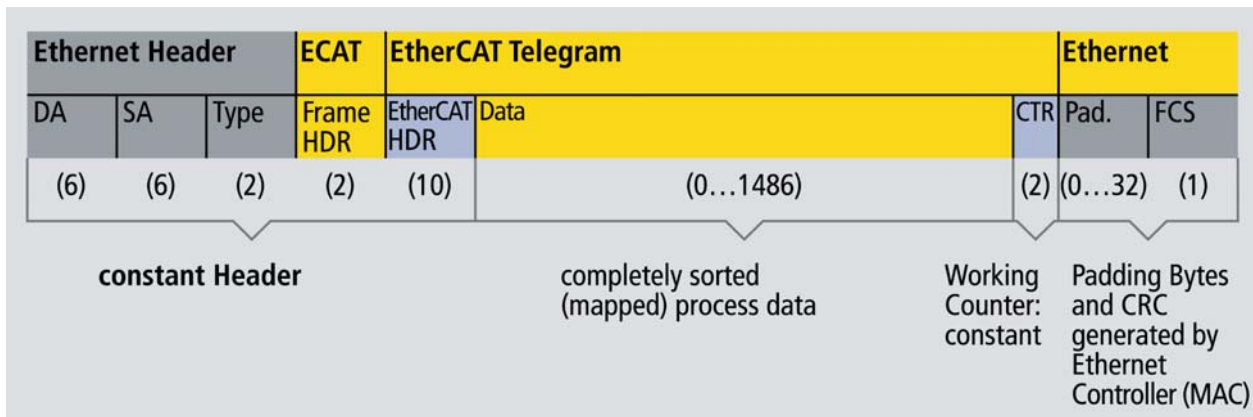 Ethernet Header ECAT EtherCAT Telegram Ethernet
DA SA Type Frame HDR EtherCAT HDR Data CTR Pad. FCS
(6) (6) (2) (2) (10) (0...1486) (2) (0...32) (1)
constant Header
completely sorted
(mapped) process data
Working
Counter:
constant
Padding Bytes
and CRC
generated by
Ethernet
Controller (MAC)